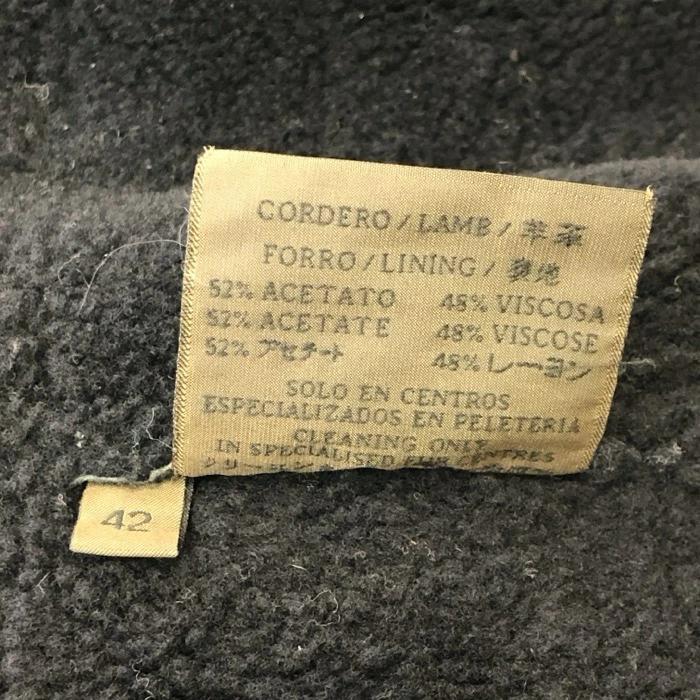 CORDERO / LAMB / 羊革
FORRO / LINING / 裏地
52% ACETATO 48% VISCOSA
52% ACETATE 48% VISCOSE
52% アセテート 48% レーヨン
SOLO EN CENTROS
ESPECIALIZADOS EN PELETERIA
CLEANING ONLY
IN SPECIALISED FUR CENTRES
42